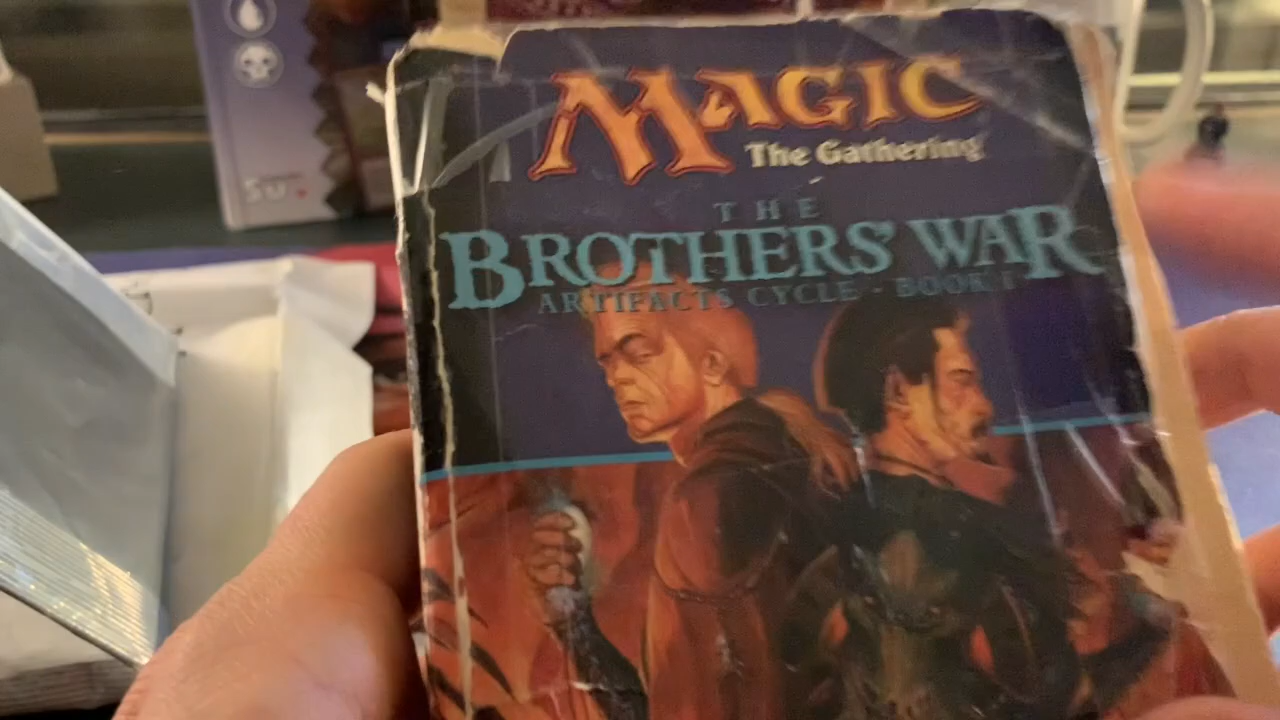 MAGIC
The Gathering
THE
BROTHERS' WAR
ARTIFACTS CYCLE - BOOK I